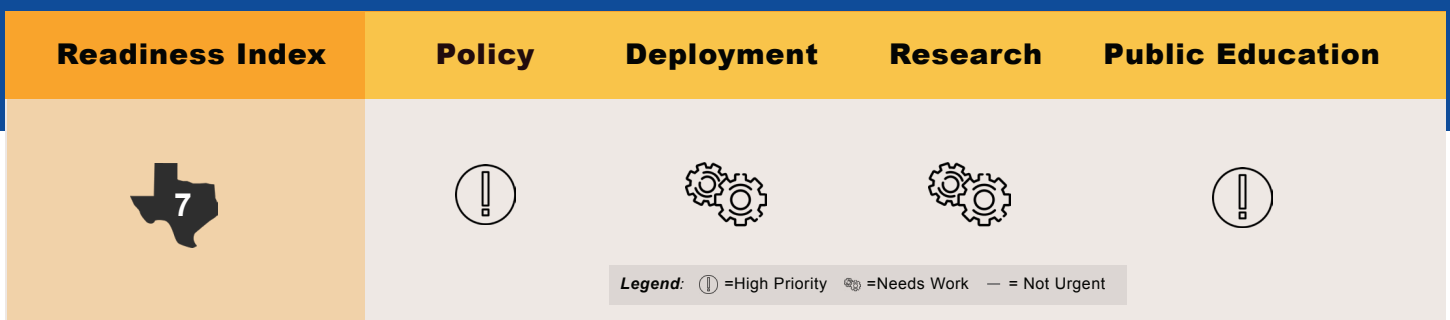 Readiness Index Policy Deployment Research Public Education
7
Legend: =High Priority =Needs Work — = Not Urgent